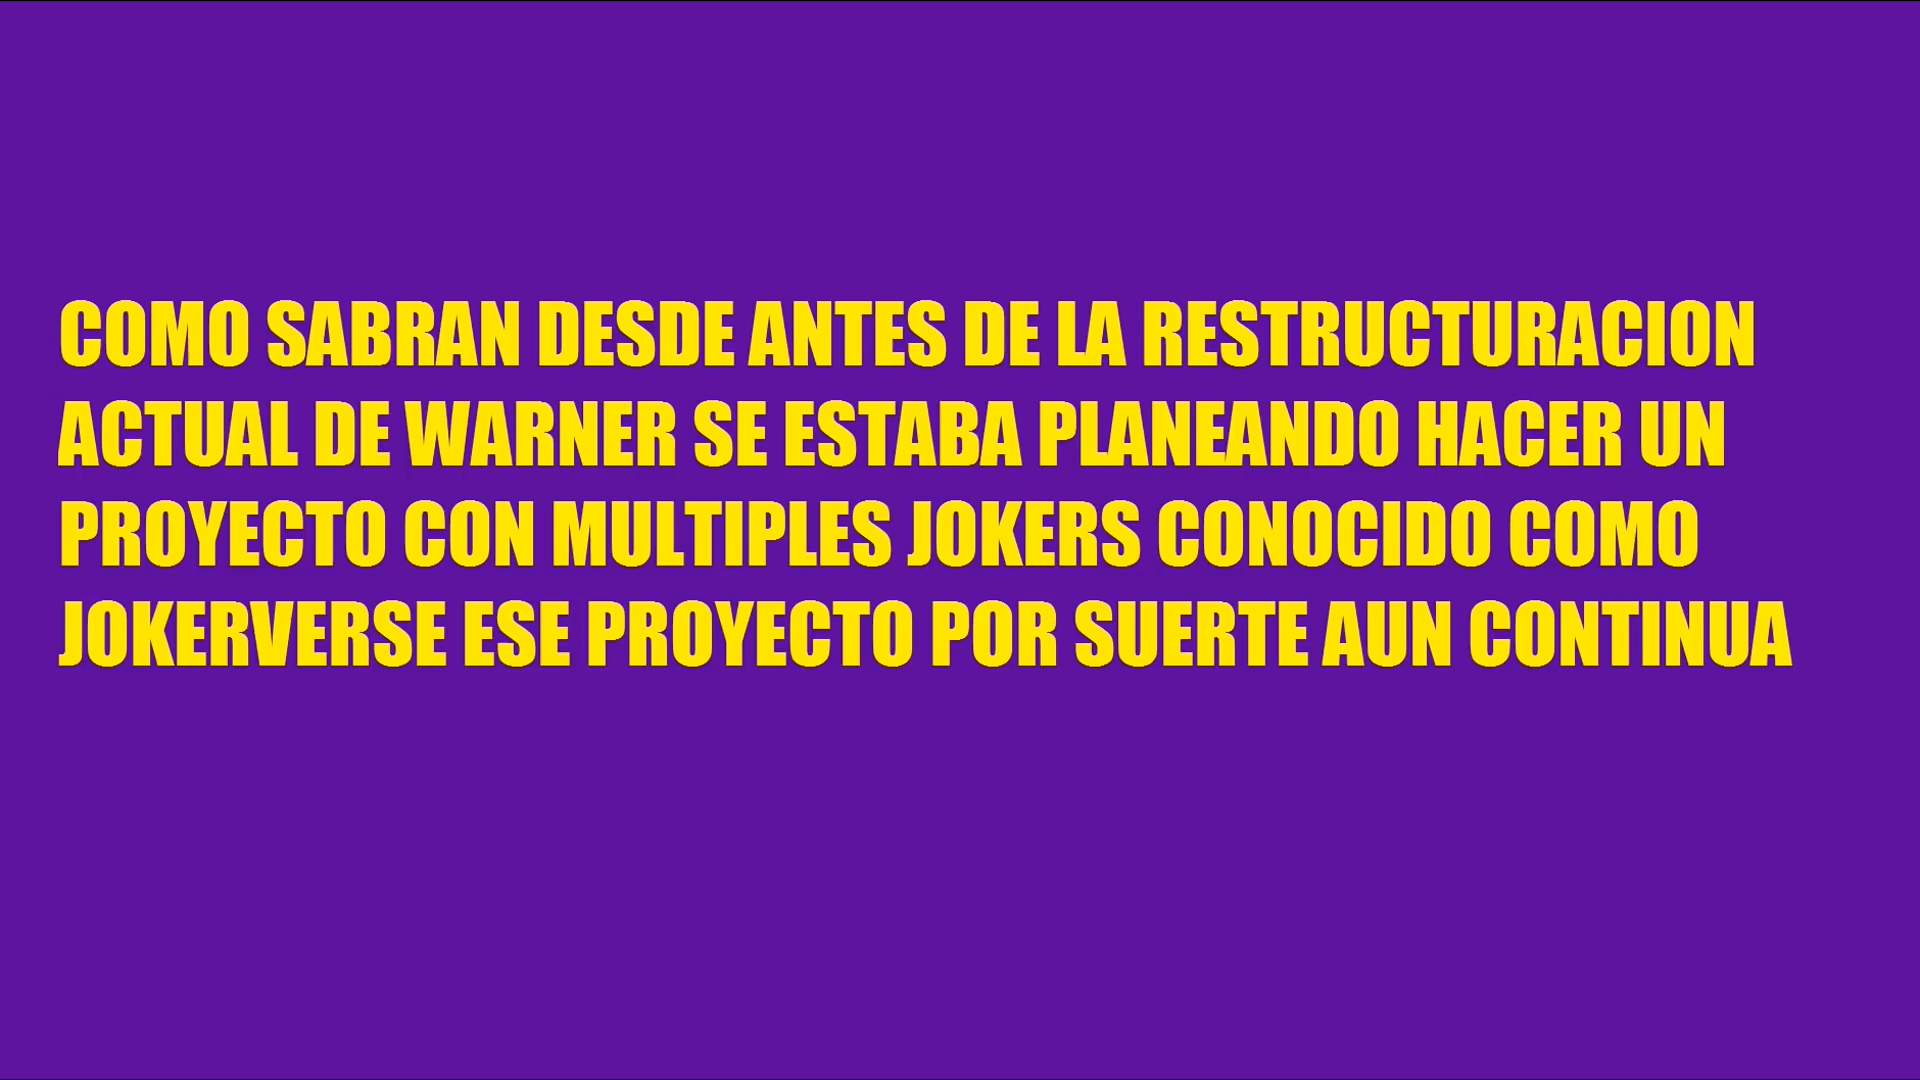 COMO SABRAN DESDE ANTES DE LA RESTRUCTURACION
ACTUAL DE WARNER SE ESTABA PLANEANDO HACER UN
PROYECTO CON MULTIPLES JOKERS CONOCIDO COMO
JOKERVERSE ESE PROYECTO POR SUERTE AUN CONTINUA